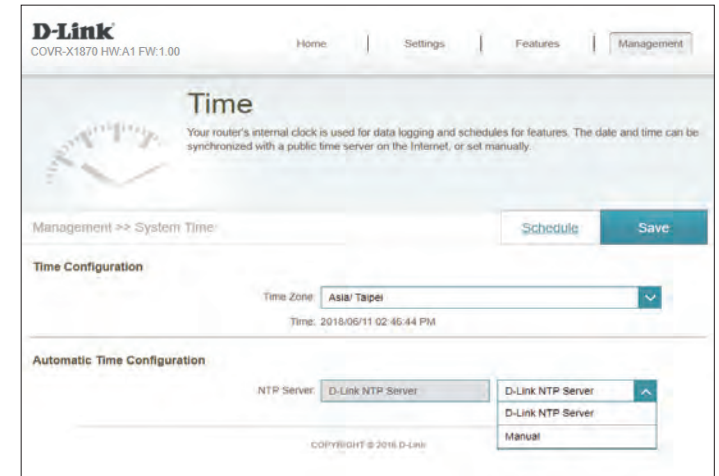 D-Link
COVR-X1870 HW:A1 FW:1.00
Home | Settings | Features | Management
Time
Your router's internal clock is used for data logging and schedules for features. The date and time can be
synchronized with a public time server on the Internet, or set manually.
Management >> System Time
Schedule
Save
Time Configuration
Time Zone: Asia/ Taipei
Time: 2018/06/11 02:46:44 PM
Automatic Time Configuration
NTP Server: D-Link NTP Server
D-Link NTP Server
D-Link NTP Server
Manual
COPYRIGHT © 2016 D-Link